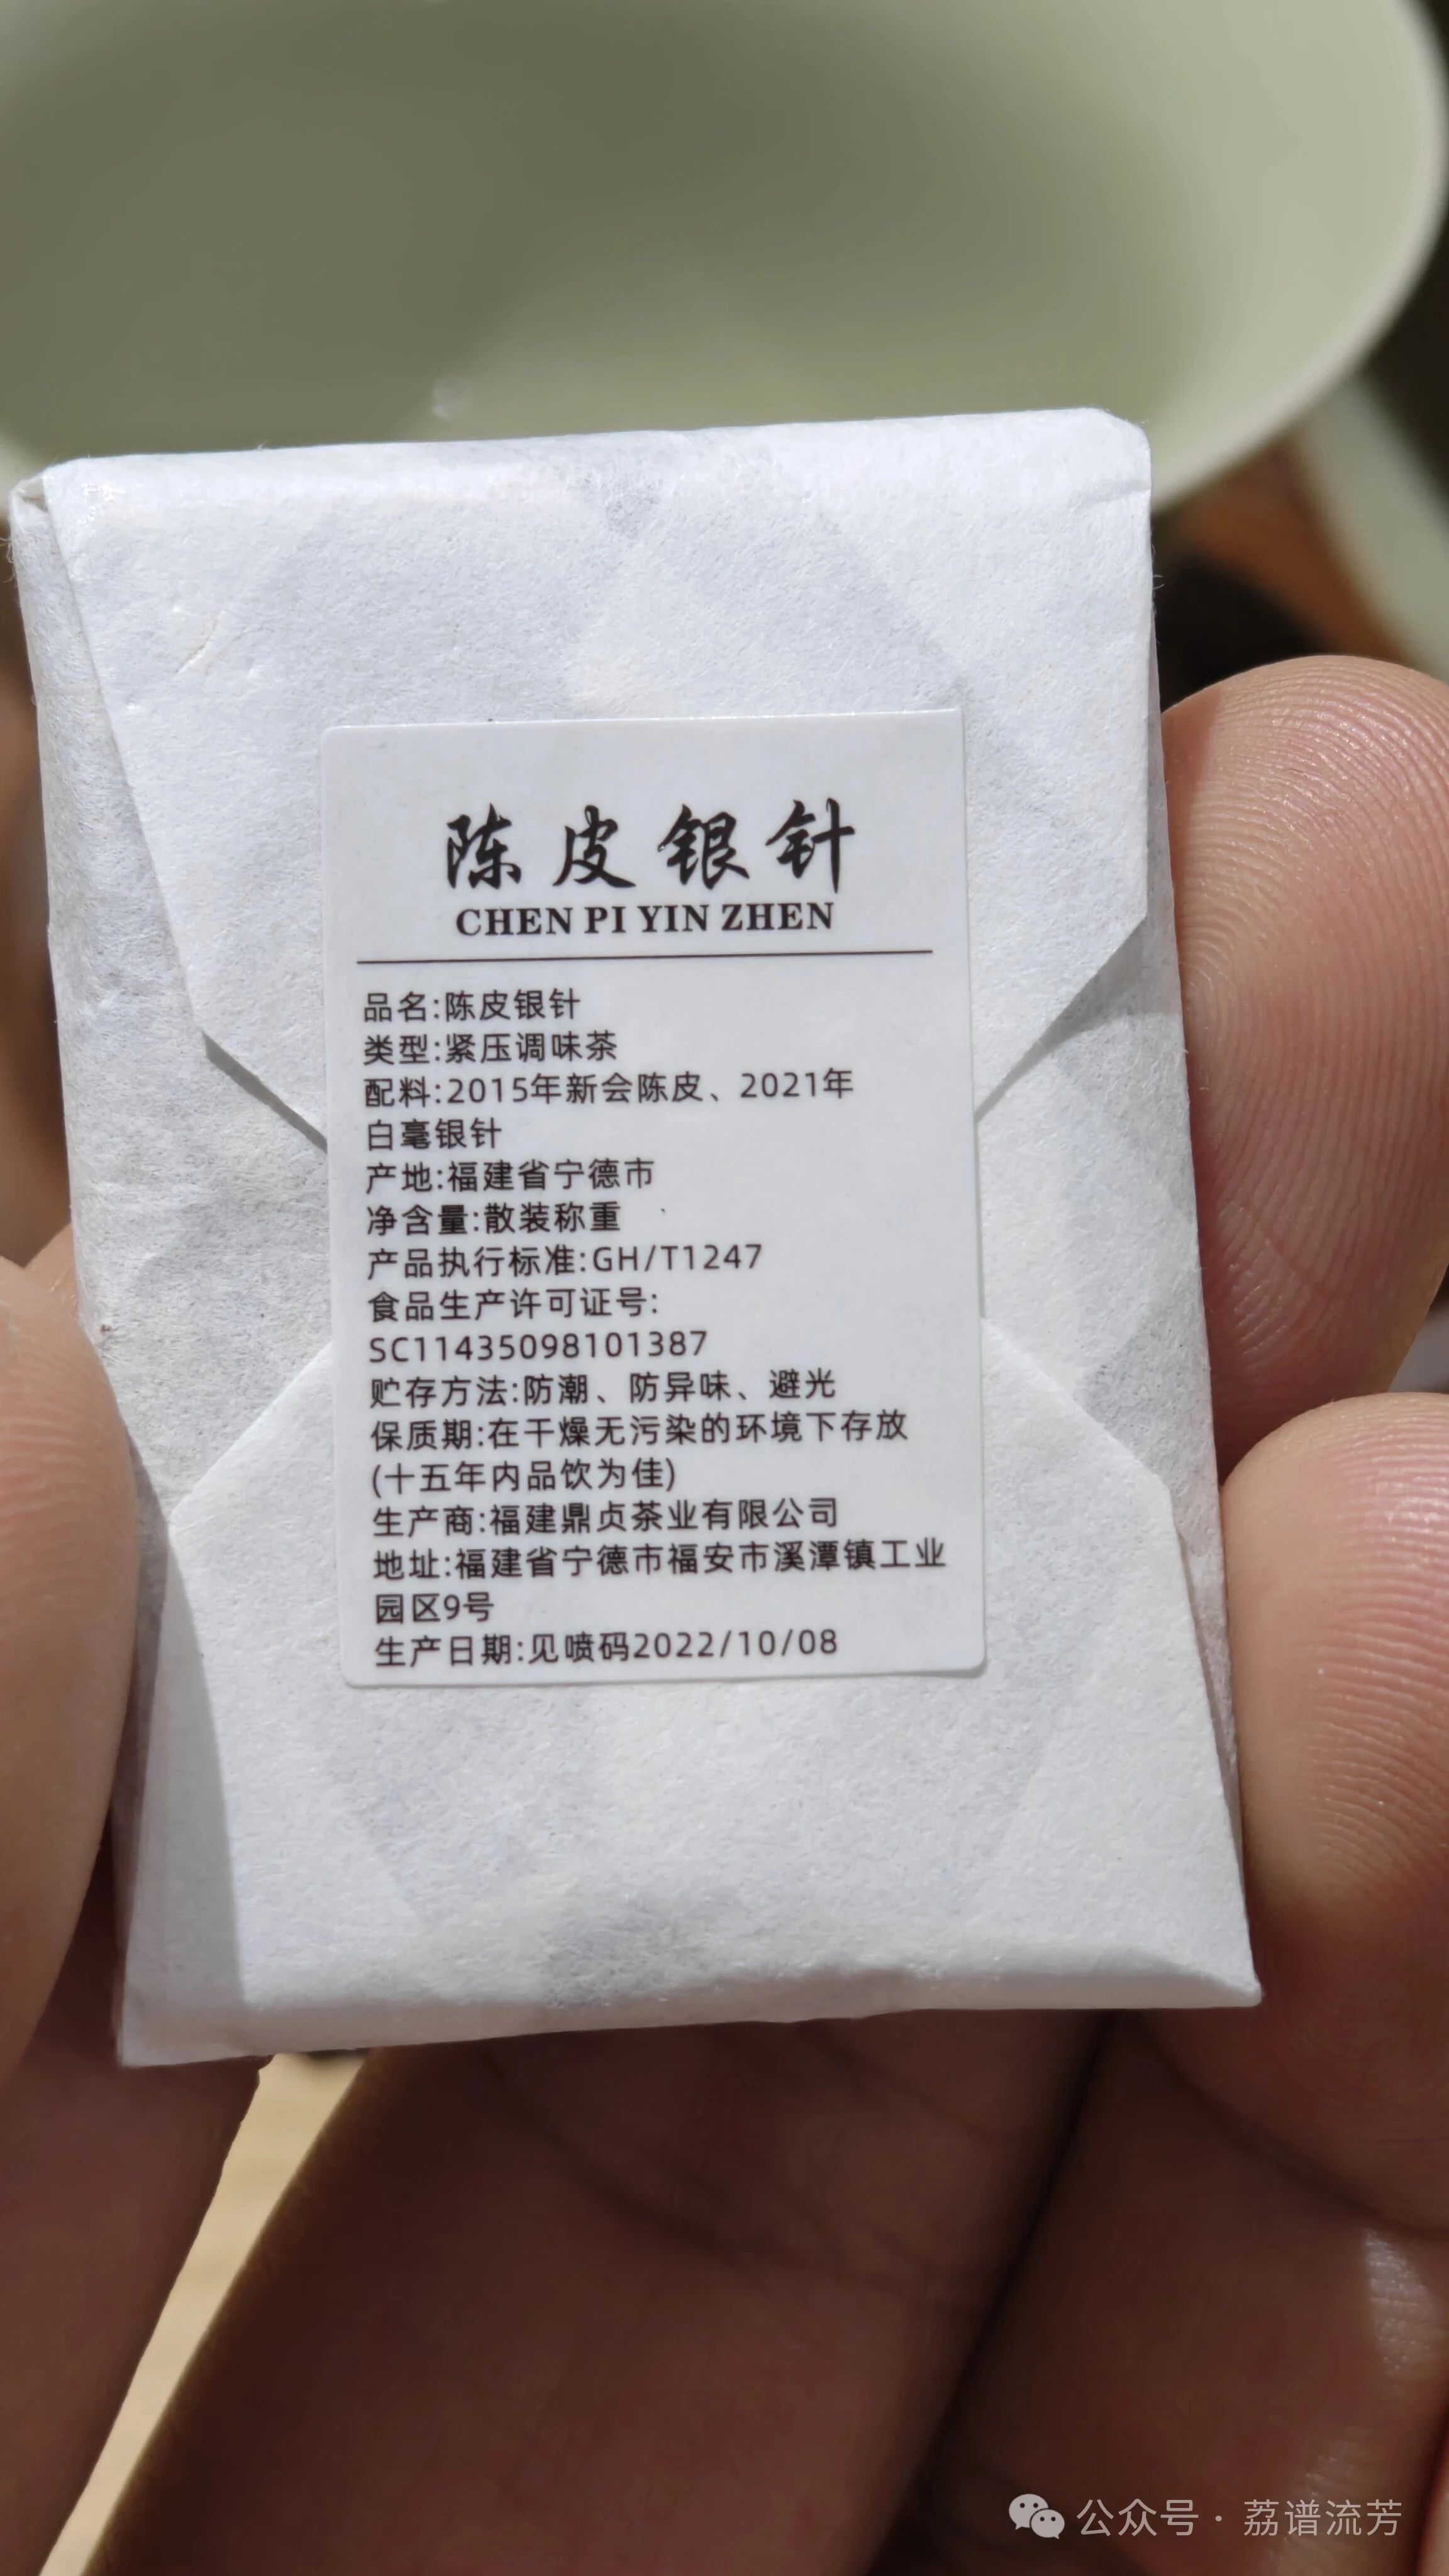 陈皮银针
CHEN PI YIN ZHEN
品名:陈皮银针
类型:紧压调味茶
配料:2015年新会陈皮、2021年
白毫银针
产地:福建省宁德市
净含量:散装称重
产品执行标准:GH/T1247
食品生产许可证号:
SC11435098101387
贮存方法:防潮、防异味、避光
保质期:在干燥无污染的环境下存放
(十五年内品饮为佳)
生产商:福建鼎贞茶业有限公司
地址:福建省宁德市福安市溪潭镇工业
园区9号
生产日期:见喷码2022/10/08
公众号·荔谱流芳